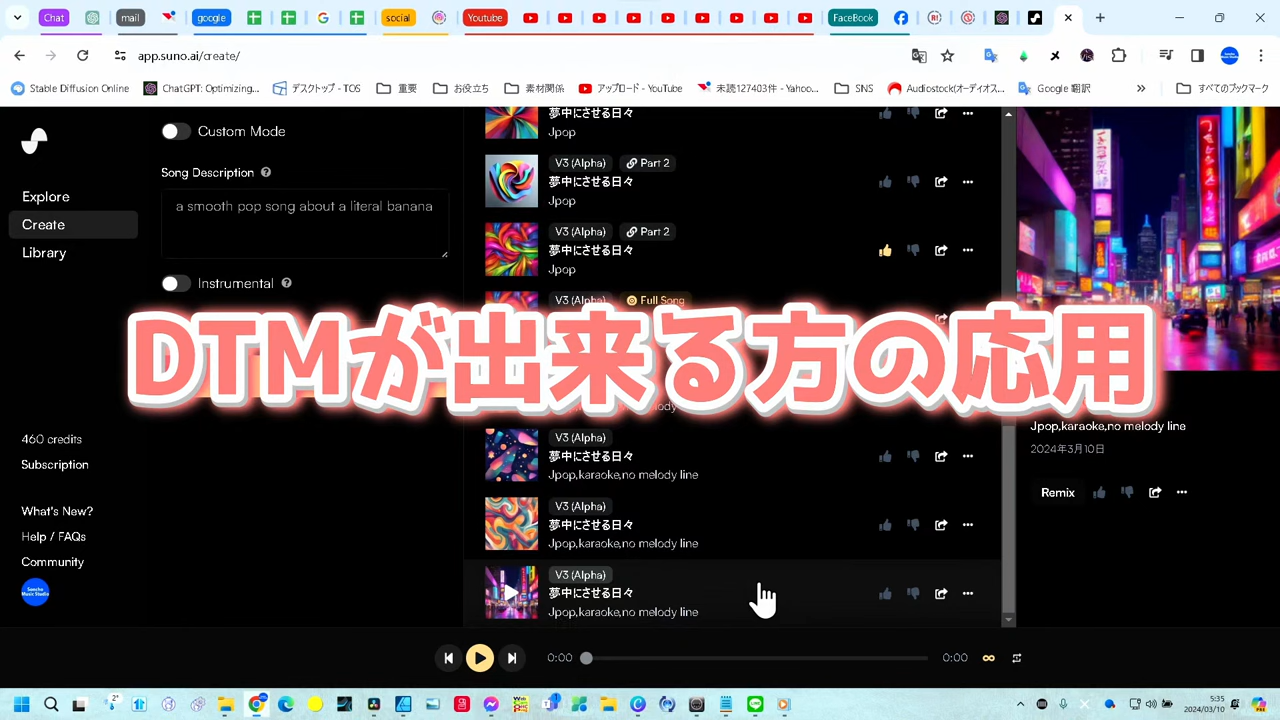 Chat
mail
google
social
Youtube
FaceBook
app.suno.ai/create/
Stable Diffusion Online
ChatGPT: Optimizing...
デスクトップ - TOS
重要
お役立ち
素材関係
アップロード - YouTube
未読127403件 - Yahoo...
SNS
Audiostock(オーディオス...
Google 翻訳
»
すべてのブックマーク
Explore
Create
Library
460 credits
Subscription
What's New?
Help / FAQs
Community
Custom Mode
Song Description
a smooth pop song about a literal banana
Instrumental
夢中にさせる日々
Jpop
V3 (Alpha) Part 2
夢中にさせる日々
Jpop
V3 (Alpha) Part 2
夢中にさせる日々
Jpop
V3 (Alpha) Full Song
DTMが出来る方の応用
V3 (Alpha)
夢中にさせる日々
Jpop,karaoke,no melody line
V3 (Alpha)
夢中にさせる日々
Jpop,karaoke,no melody line
V3 (Alpha)
夢中にさせる日々
Jpop,karaoke,no melody line
Jpop,karaoke,no melody line
2024年3月10日
Remix
0:00
0:00
5:35
2024/03/10